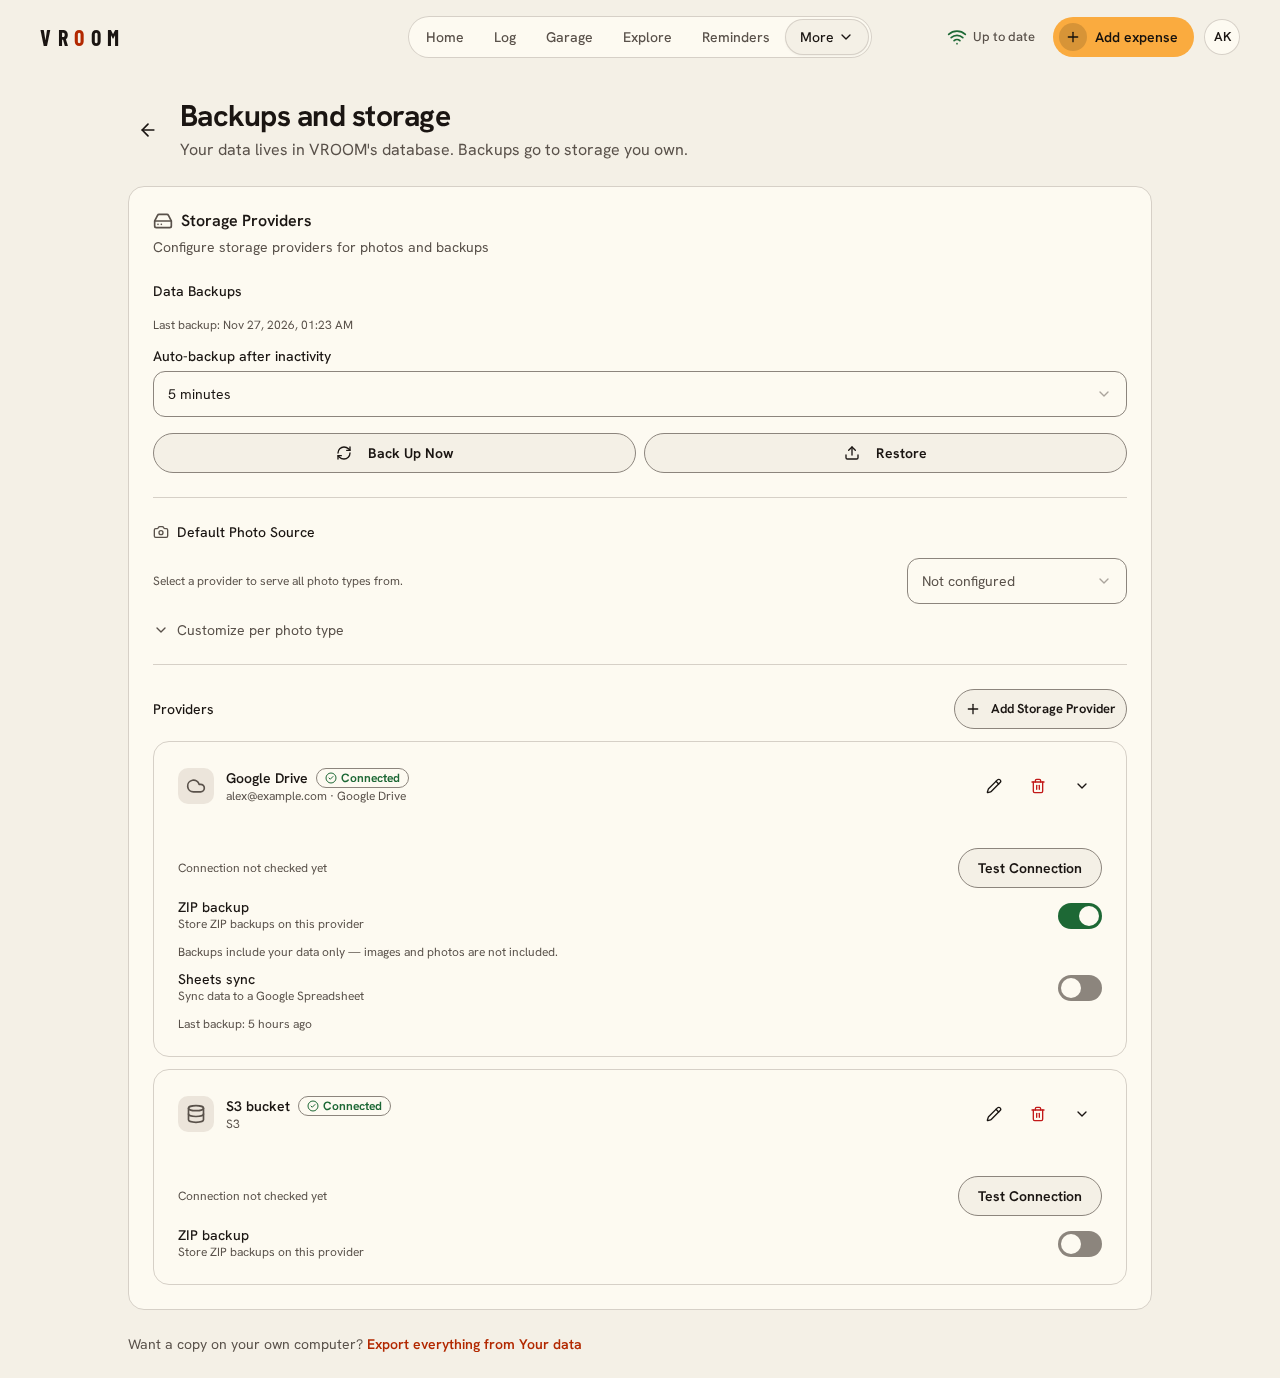 VROOM
Home
Log
Garage
Explore
Reminders
More
Up to date
Add expense
AK
Backups and storage
Your data lives in VROOM's database. Backups go to storage you own.
Storage Providers
Configure storage providers for photos and backups
Data Backups
Last backup: Nov 27, 2026, 01:23 AM
Auto-backup after inactivity
5 minutes
Back Up Now
Restore
Default Photo Source
Select a provider to serve all photo types from.
Not configured
Customize per photo type
Providers
Add Storage Provider
Google Drive
Connected
alex@example.com · Google Drive
Connection not checked yet
Test Connection
ZIP backup
Store ZIP backups on this provider
Backups include your data only — images and photos are not included.
Sheets sync
Sync data to a Google Spreadsheet
Last backup: 5 hours ago
S3 bucket
Connected
S3
Connection not checked yet
Test Connection
ZIP backup
Store ZIP backups on this provider
Want a copy on your own computer? Export everything from Your data